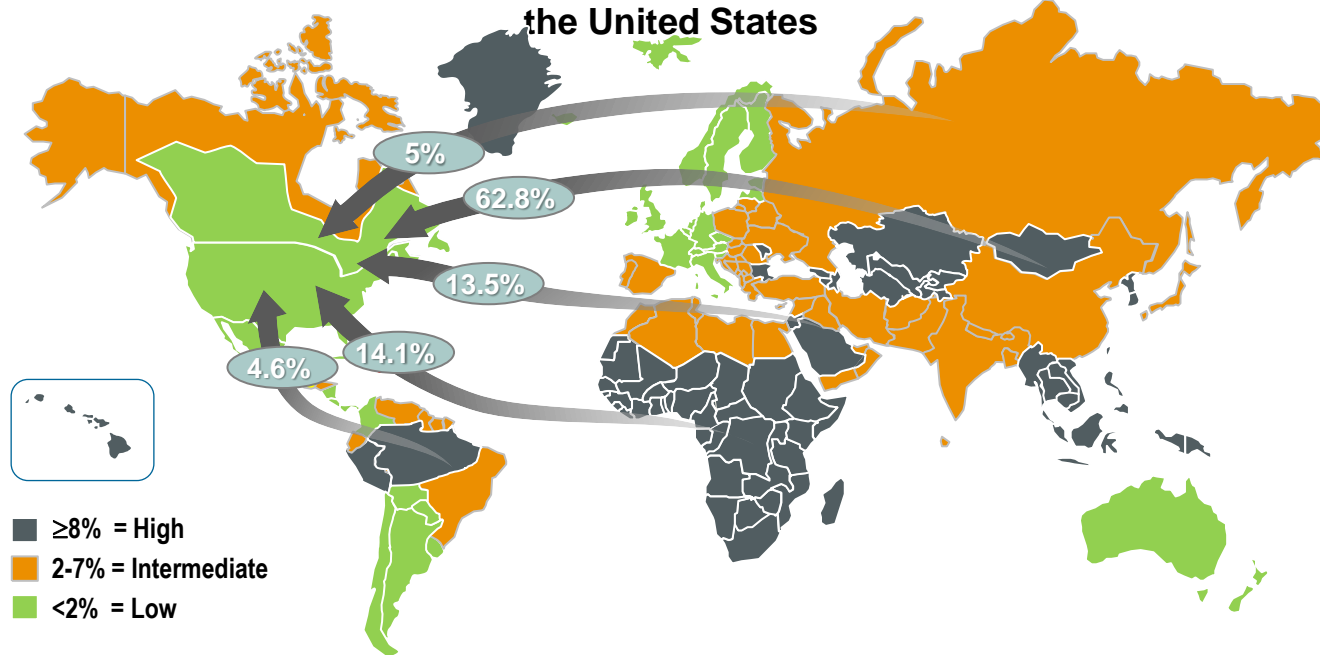 the United States
5%
62.8%
13.5%
14.1%
4.6%
≥8% = High
2-7% = Intermediate
<2% = Low